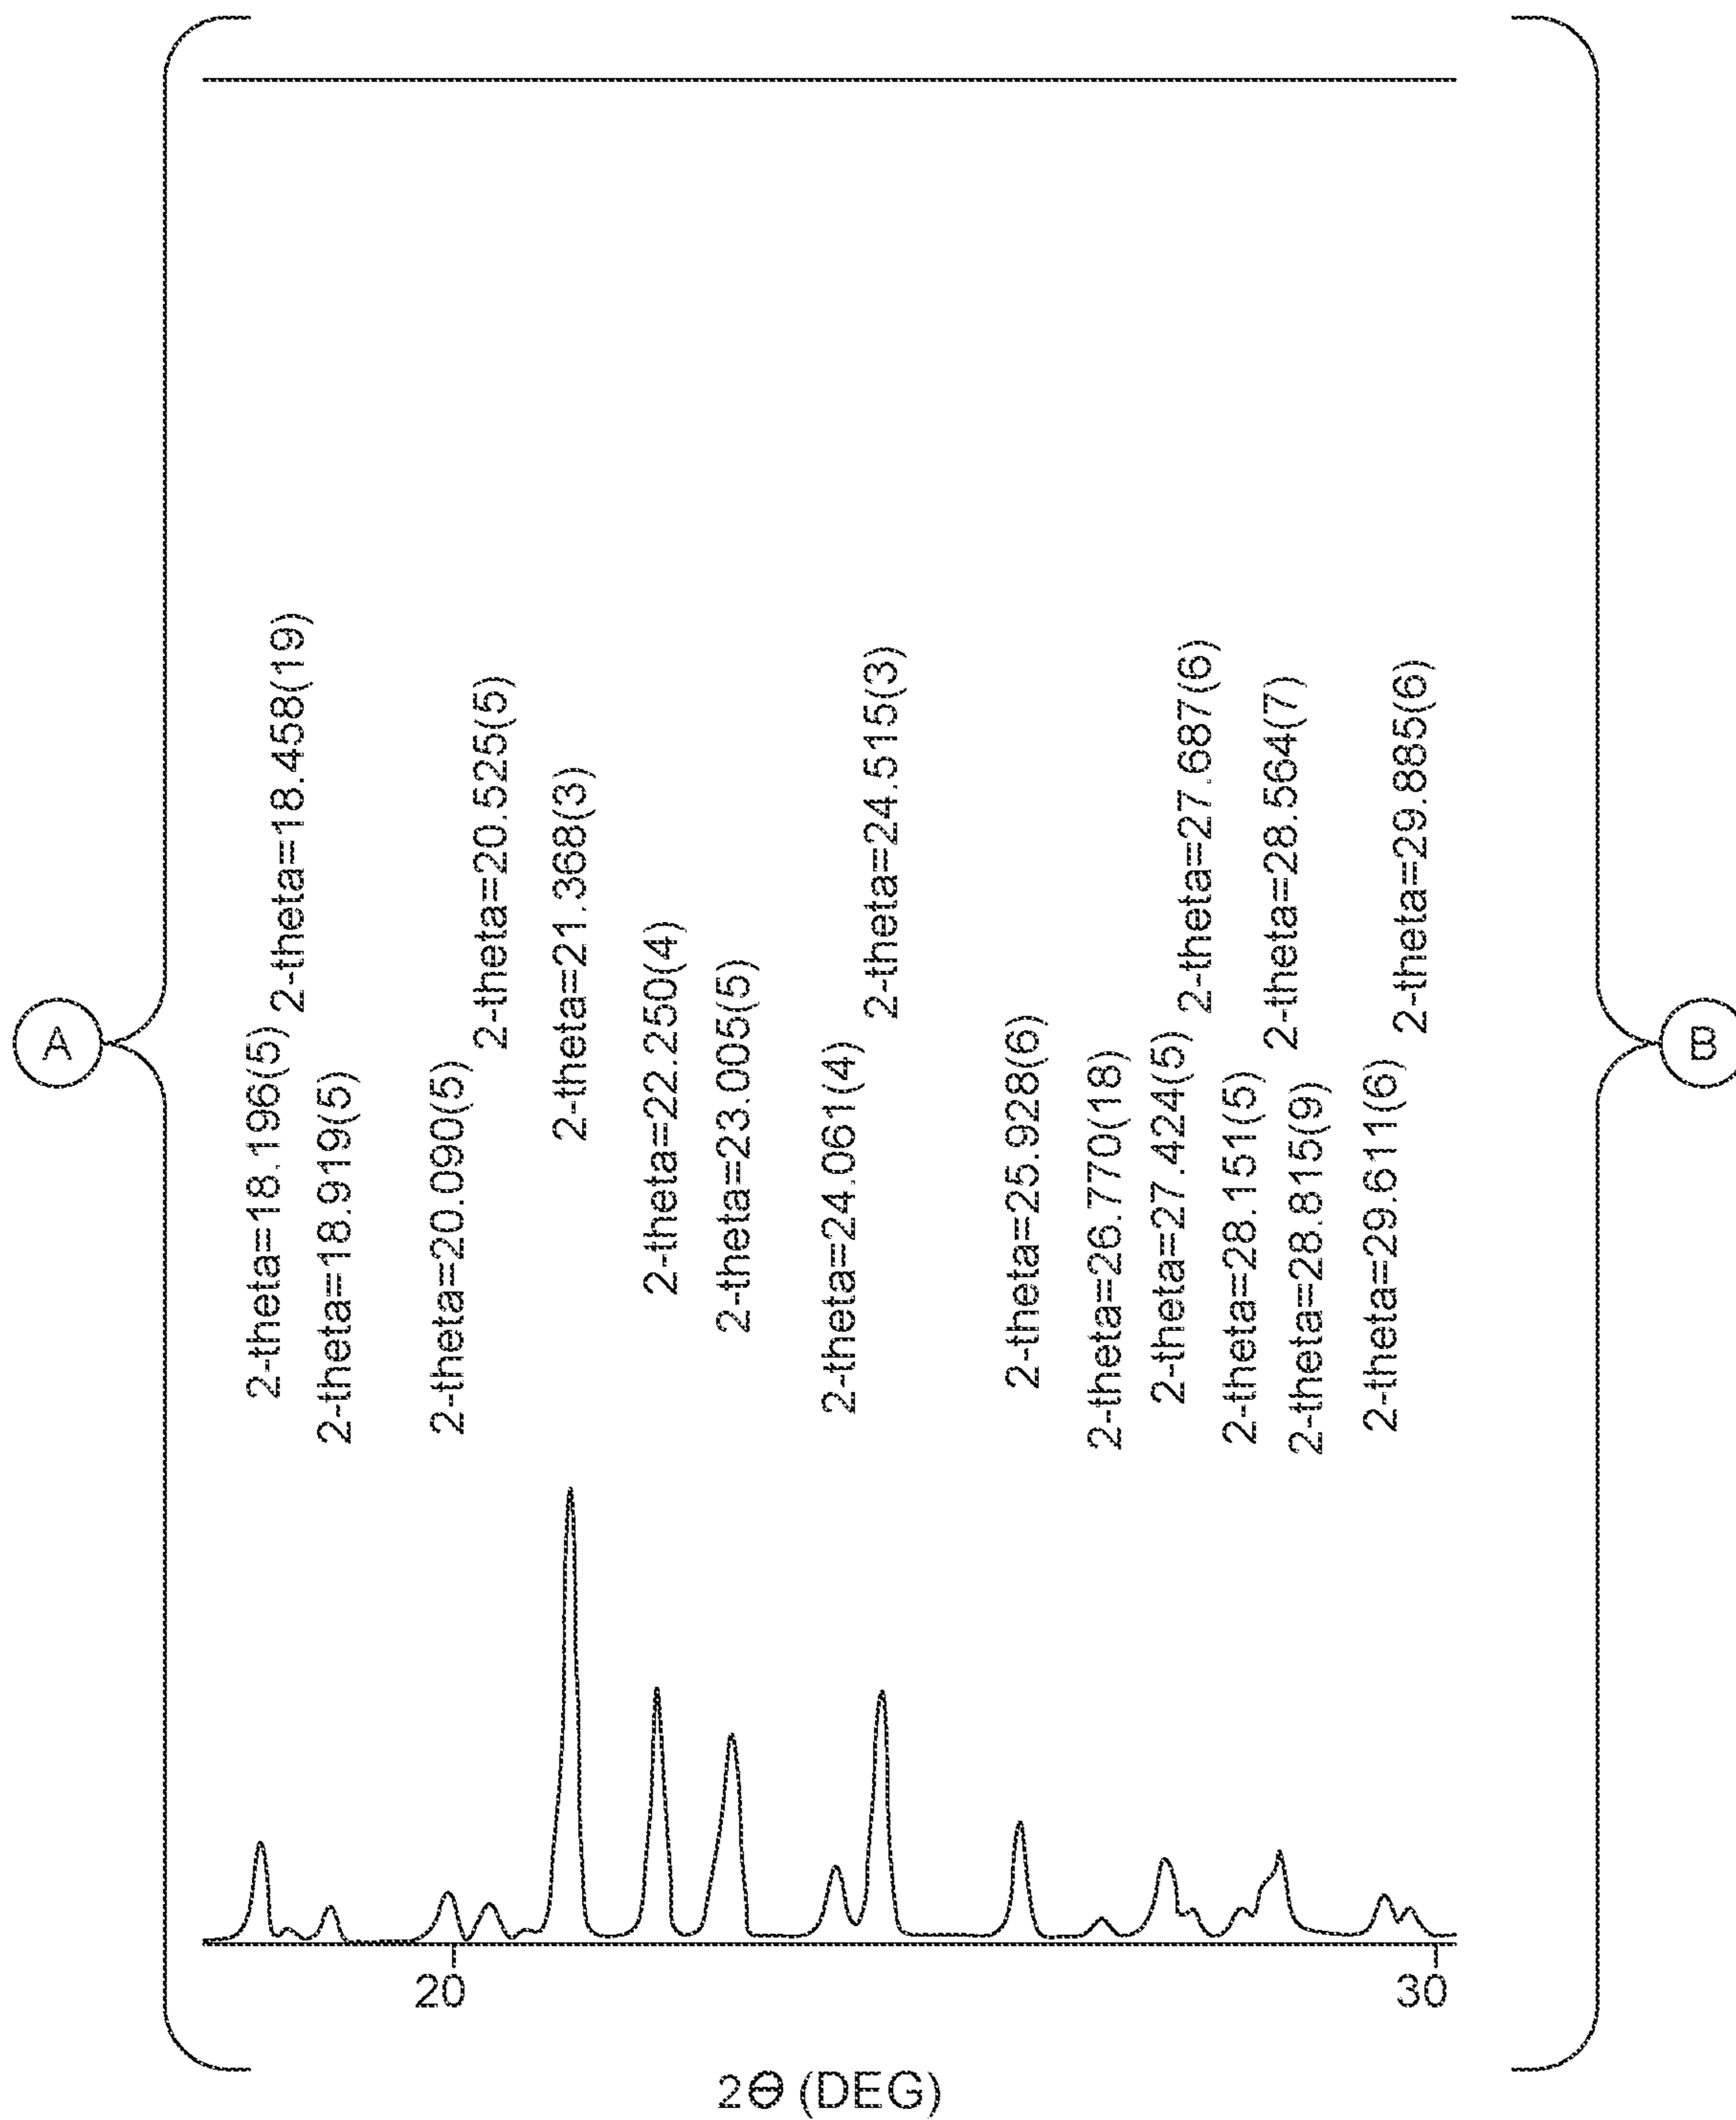 A
2-theta=18.196(5)
2-theta=18.458(19)
2-theta=18.919(5)
2-theta=20.090(5)
2-theta=20.525(5)
2-theta=21.368(3)
2-theta=22.250(4)
2-theta=23.005(5)
2-theta=24.061(4)
2-theta=24.515(3)
2-theta=25.928(6)
2-theta=26.770(18)
2-theta=27.424(5)
2-theta=27.687(6)
2-theta=28.151(5)
2-theta=28.564(7)
2-theta=28.815(9)
2-theta=29.611(6)
2-theta=29.885(6)
B
20
30
2Θ (DEG)